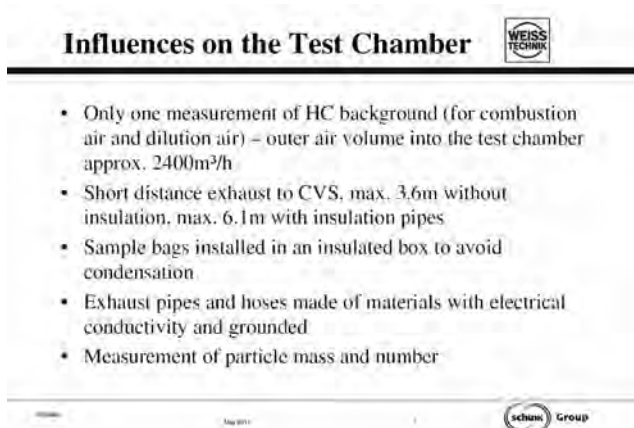 Influences on the Test Chamber
WEISS
TECHNIK
• Only one measurement of HC background (for combustion
air and dilution air) – outer air volume into the test chamber
approx. 2400m³/h
• Short distance exhaust to CVS, max. 3.6m without
insulation, max. 6.1m with insulation pipes
• Sample bags installed in an insulated box to avoid
condensation
• Exhaust pipes and hoses made of materials with electrical
conductivity and grounded
• Measurement of particle mass and number
May 2011
schunk Group